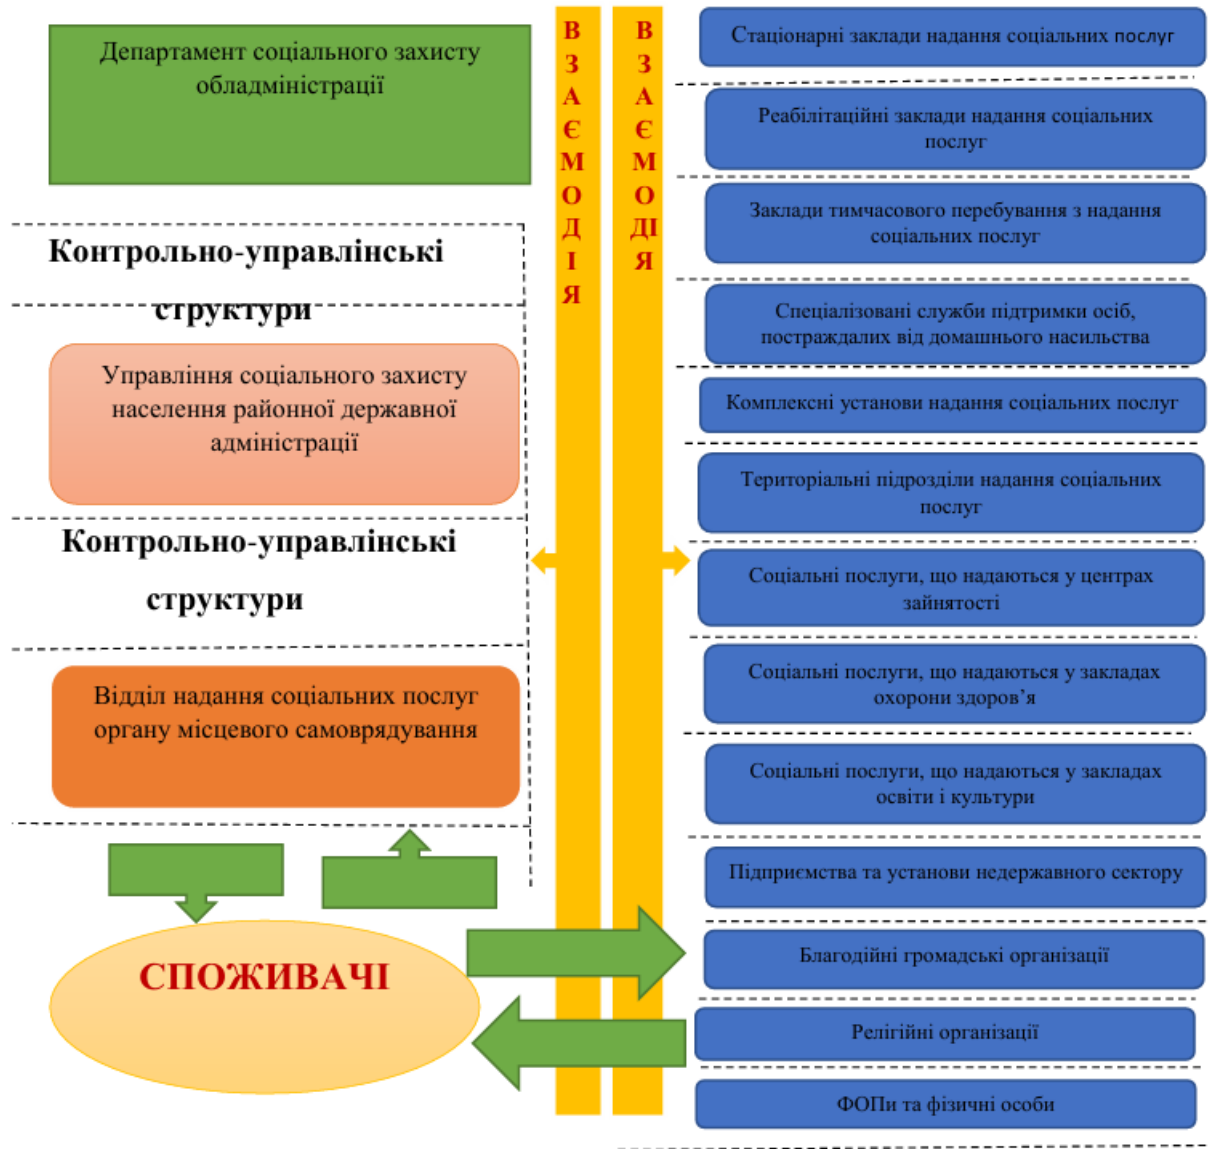 Департамент соціального захисту
обладміністрації
Контрольно-управлінські
структури
Управління соціального захисту
населення районної державної
адміністрації
Контрольно-управлінські
структури
Відділ надання соціальних послуг
органу місцевого самоврядування
СПОЖИВАЧІ
В
З
А
Є
М
О
Д
І
Я
В
З
А
Є
М
О
ДІ
Я
Стаціонарні заклади надання соціальних послуг
Реабілітаційні заклади надання соціальних
послуг
Заклади тимчасового перебування з надання
соціальних послуг
Спеціалізовані служби підтримки осіб,
постраждалих від домашнього насильства
Комплексні установи надання соціальних послуг
Територіальні підрозділи надання соціальних
послуг
Соціальні послуги, що надаються у центрах
зайнятості
Соціальні послуги, що надаються у закладах
охорони здоров’я
Соціальні послуги, що надаються у закладах
освіти і культури
Підприємства та установи недержавного сектору
Благодійні громадські організації
Релігійні організації
ФОПи та фізичні особи